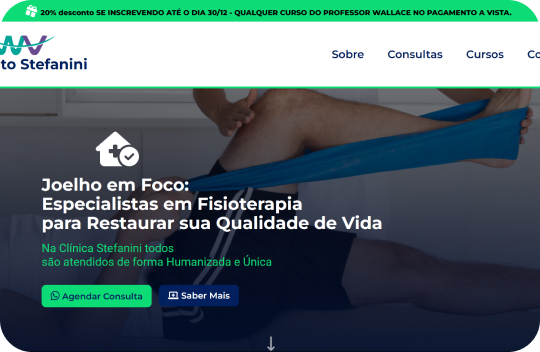 20% desconto SE INSCREVENDO ATÉ O DIA 30/12 - QUALQUER CURSO DO PROFESSOR WALLACE NO PAGAMENTO A VISTA.
to Stefanini
Sobre Consultas Cursos Co
Joelho em Foco:
Especialistas em Fisioterapia
para Restaurar sua Qualidade de Vida
Na Clínica Stefanini todos
são atendidos de forma Humanizada e Única
Agendar Consulta Saber Mais